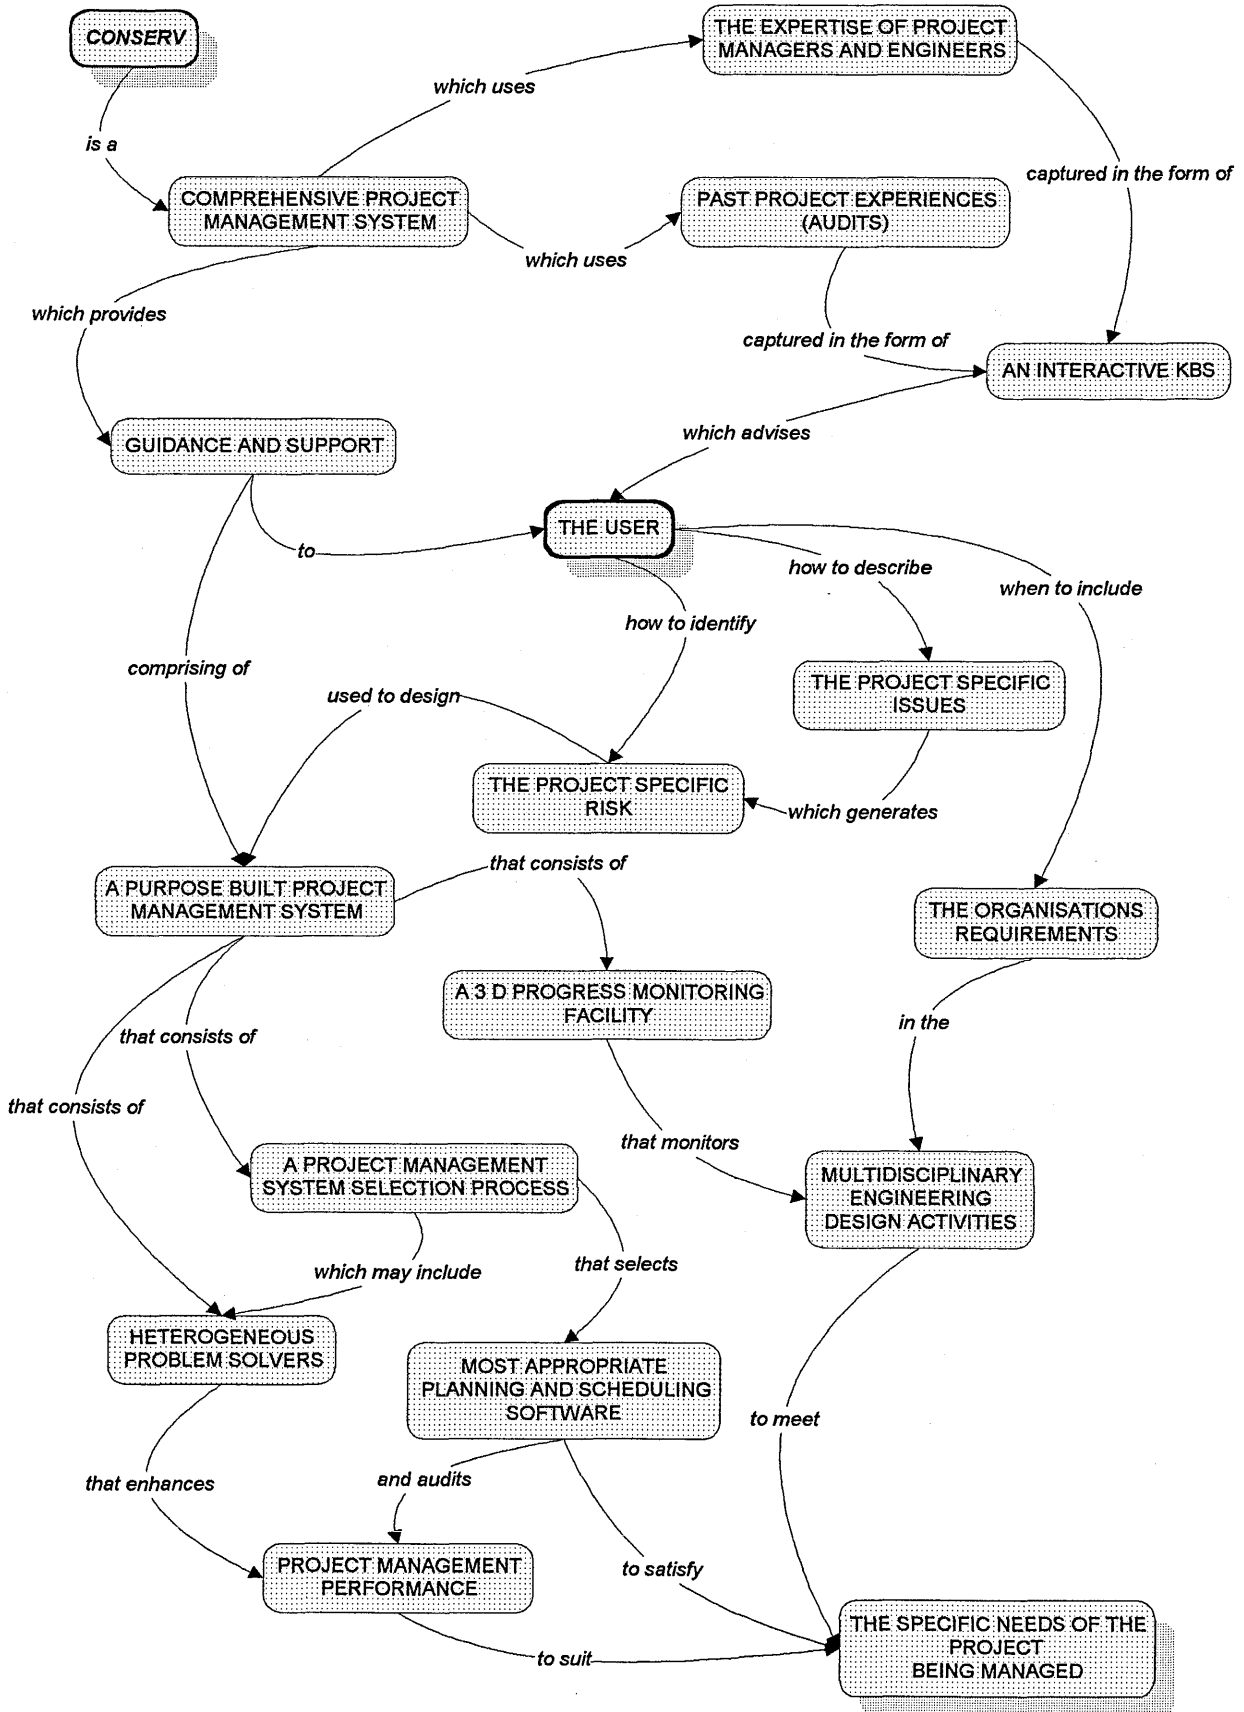 CONSERV
THE EXPERTISE OF PROJECT
MANAGERS AND ENGINEERS
which uses
is a
captured in the form of
COMPREHENSIVE PROJECT
MANAGEMENT SYSTEM
PAST PROJECT EXPERIENCES
(AUDITS)
which uses
which provides
captured in the form of
AN INTERACTIVE KBS
which advises
GUIDANCE AND SUPPORT
THE USER
to
how to describe
when to include
how to identify
comprising of
used to design
THE PROJECT SPECIFIC
ISSUES
THE PROJECT SPECIFIC
RISK
which generates
that consists of
A PURPOSE BUILT PROJECT
MANAGEMENT SYSTEM
THE ORGANISATIONS
REQUIREMENTS
A 3 D PROGRESS MONITORING
FACILITY
in the
that consists of
that consists of
that monitors
A PROJECT MANAGEMENT
SYSTEM SELECTION PROCESS
MULTIDISCIPLINARY
ENGINEERING
DESIGN ACTIVITIES
which may include
that selects
HETEROGENEOUS
PROBLEM SOLVERS
MOST APPROPRIATE
PLANNING AND SCHEDULING
SOFTWARE
to meet
that enhances
and audits
PROJECT MANAGEMENT
PERFORMANCE
to satisfy
THE SPECIFIC NEEDS OF THE
PROJECT
BEING MANAGED
to suit